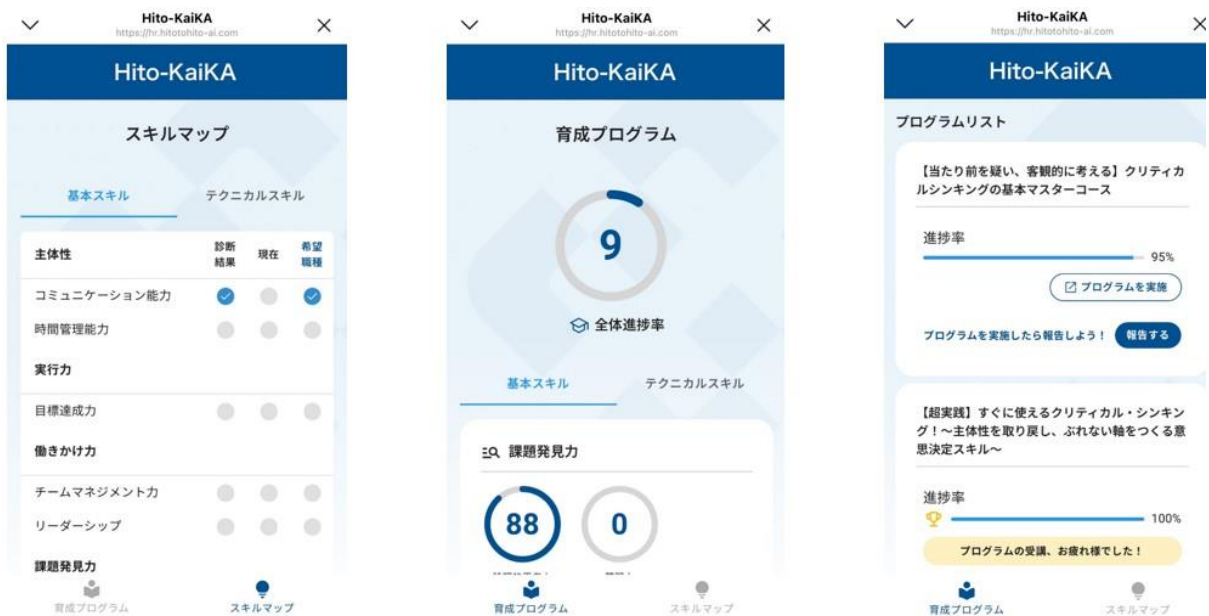 Hito-KaiKA
https://hr.hitotohito-ai.com
Hito-KaiKA
スキルマップ
基本スキル
テクニカルスキル
主体性
診断
結果
現在
希望
職種
コミュニケーション能力
時間管理能力
実行力
目標達成力
働きかけ力
チームマネジメント力
リーダーシップ
課題発見力
育成プログラム
スキルマップ
Hito-KaiKA
https://hr.hitotohito-ai.com
Hito-KaiKA
育成プログラム
9
全体進捗率
基本スキル
テクニカルスキル
課題発見力
88
0
育成プログラム
スキルマップ
Hito-KaiKA
https://hr.hitotohito-ai.com
Hito-KaiKA
プログラムリスト
【当たり前を疑い、客観的に考える】クリティカ
ルシンキングの基本マスターコース
進捗率
95%
プログラムを実施
プログラムを実施したら報告しよう！
報告する
【超実践】すぐに使えるクリティカル・シンキン
グ！〜主体性を取り戻し、ぶれない軸をつくる意
思決定スキル〜
進捗率
100%
プログラムの受講、お疲れ様でした！
育成プログラム
スキルマップ